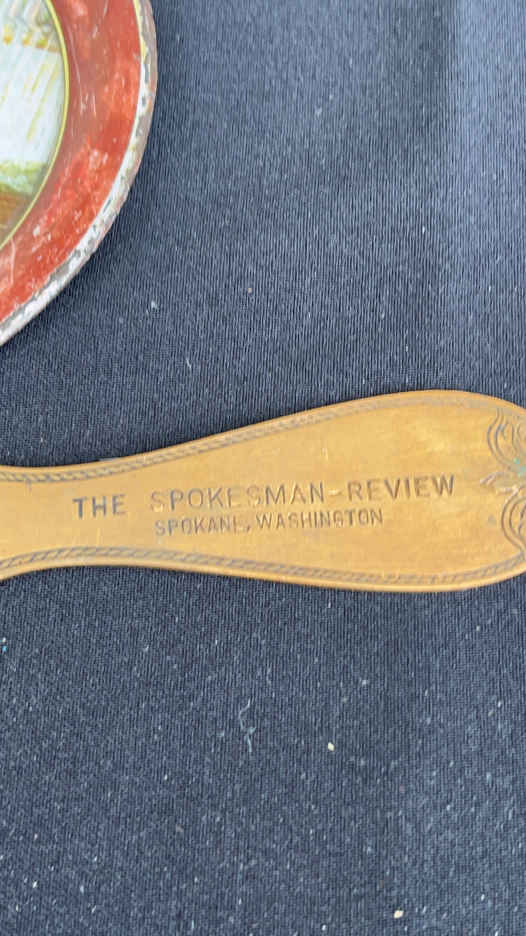 THE SPOKESMAN-REVIEW
SPOKANE, WASHINGTON